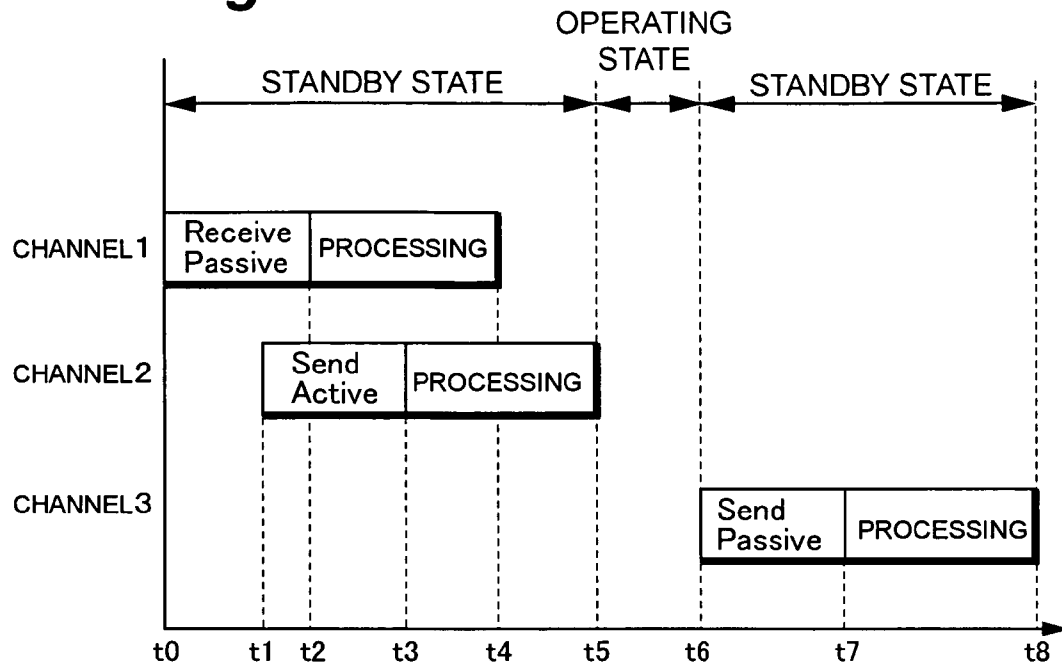 OPERATING
STATE
STANDBY STATE
STANDBY STATE
CHANNEL1
Receive
Passive
PROCESSING
CHANNEL2
Send
Active
PROCESSING
CHANNEL3
Send
Passive
PROCESSING
t0 t1 t2 t3 t4 t5 t6 t7 t8